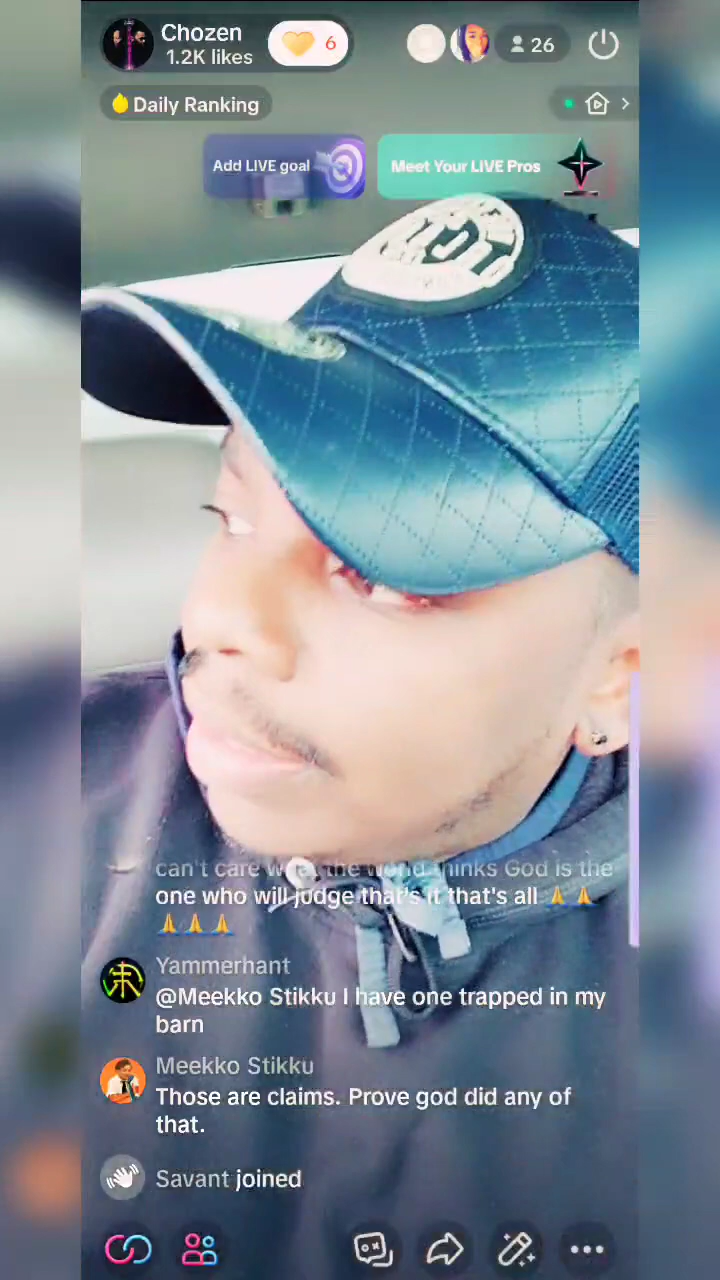 Chozen
1.2K likes
6
26
Daily Ranking
Add LIVE goal
Meet Your LIVE Pros
can't care what the world thinks God is the
one who will judge that's it that's all 🙏🙏
🙏🙏🙏
Yammerhant
@Meekko Stikku I have one trapped in my
barn
Meekko Stikku
Those are claims. Prove god did any of
that.
Savant joined